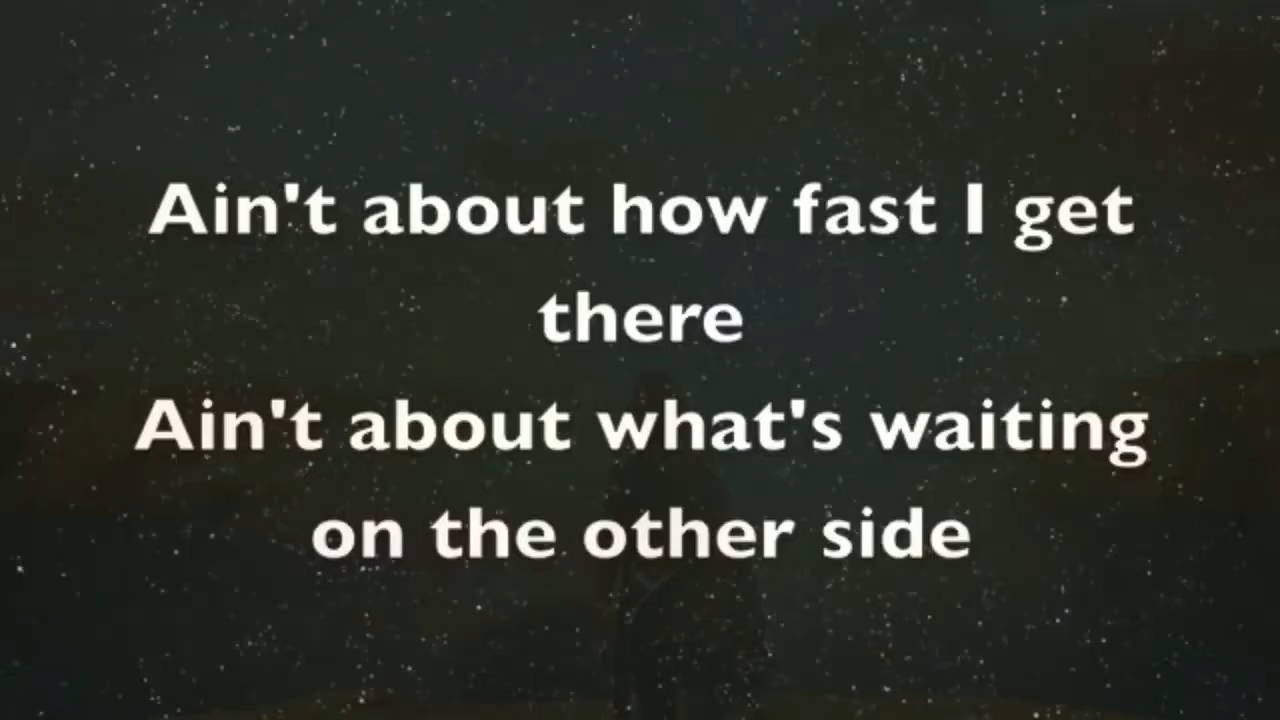 Ain't about how fast I get
there
Ain't about what's waiting
on the other side